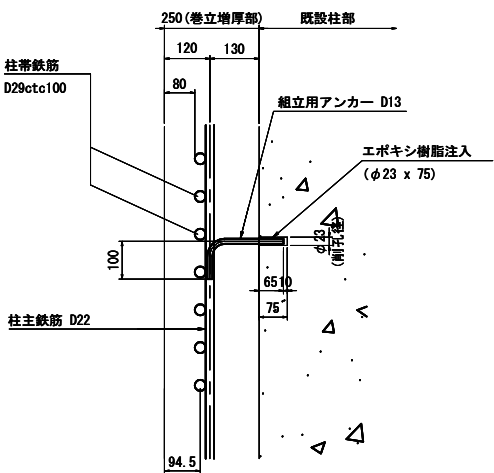 250(巻立増厚部)
既設柱部
120
130
80
柱帯鉄筋
D29ctc100
組立用アンカー D13
エポキシ樹脂注入
(φ23 x 75)
φ23
(削孔径)
100
65
10
75
柱主鉄筋 D22
94.5